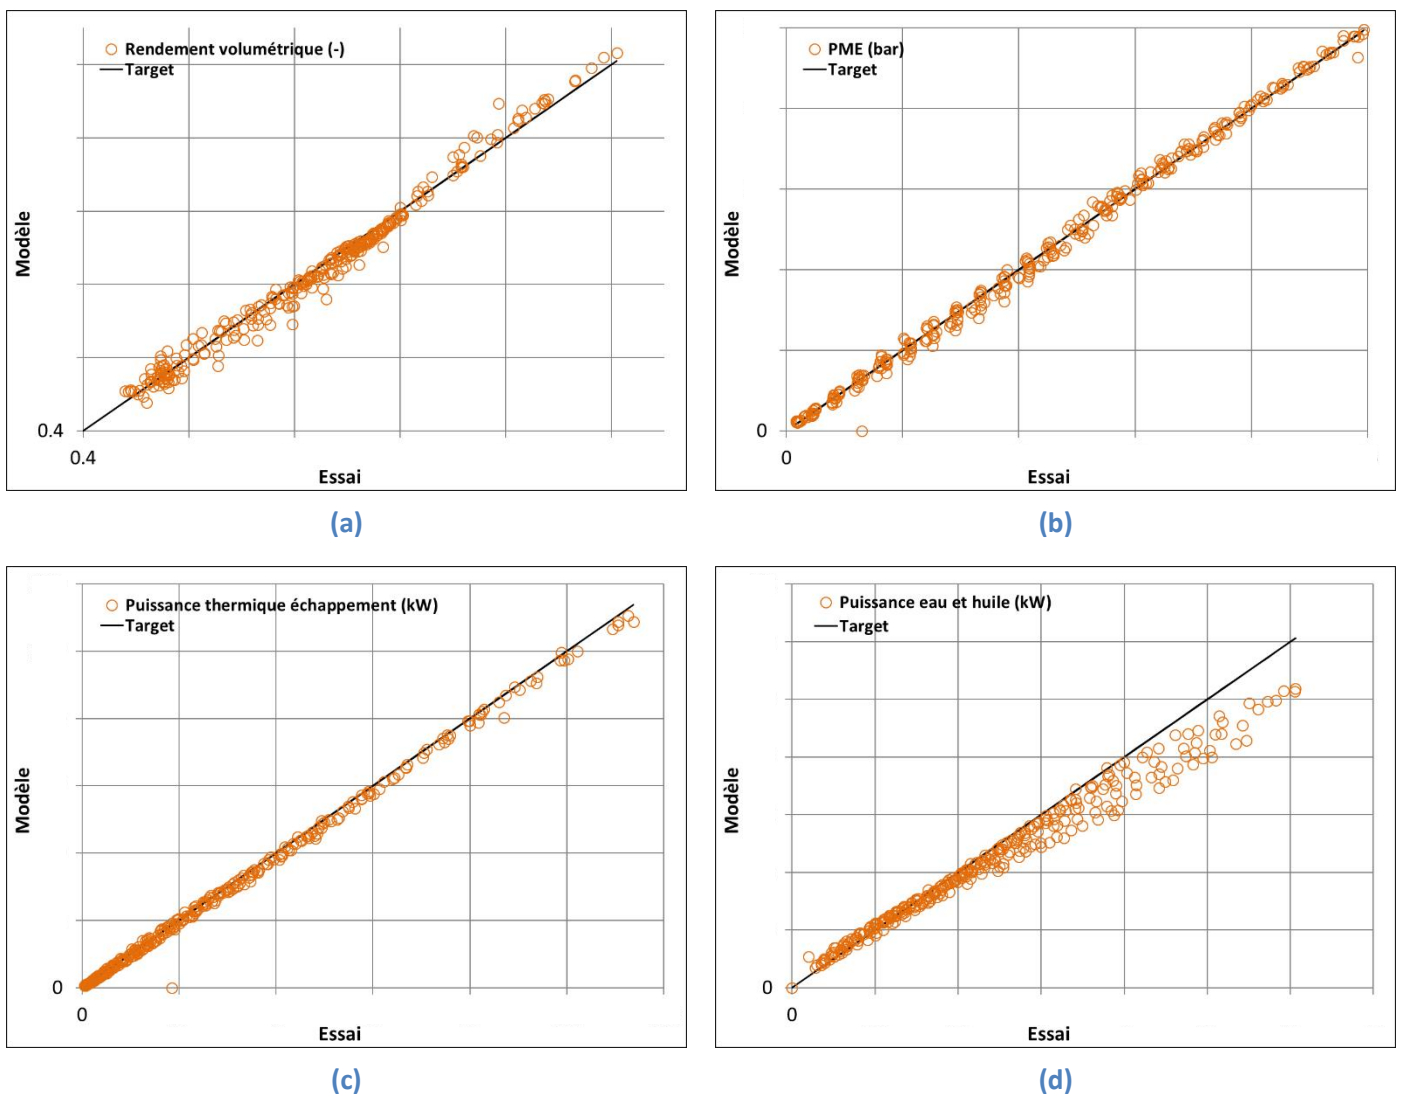 Rendement volumétrique (-)
Target
Modèle
0.4
0.4
Essai
(a)
PME (bar)
Target
Modèle
0
0
Essai
(b)
Puissance thermique échappement (kW)
Target
Modèle
0
0
Essai
(c)
Puissance eau et huile (kW)
Target
Modèle
0
0
Essai
(d)